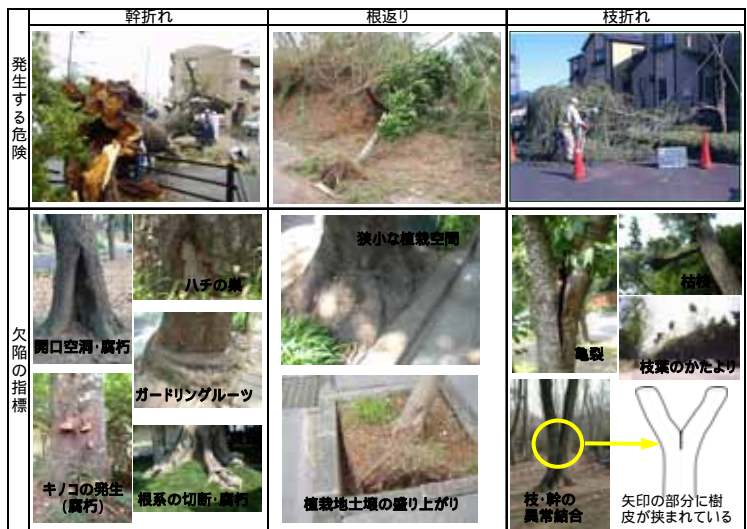 幹折れ
根返り
枝折れ
発生する危険
欠陥の指標
開口空洞・腐朽
ハチの巣
ガードリングルーツ
キノコの発生
(腐朽)
根系の切断・腐朽
狭小な植栽空間
植栽地土壌の盛り上がり
亀裂
枯枝
枝葉のかたより
枝・幹の
異常結合
矢印の部分に樹
皮が挟まれている